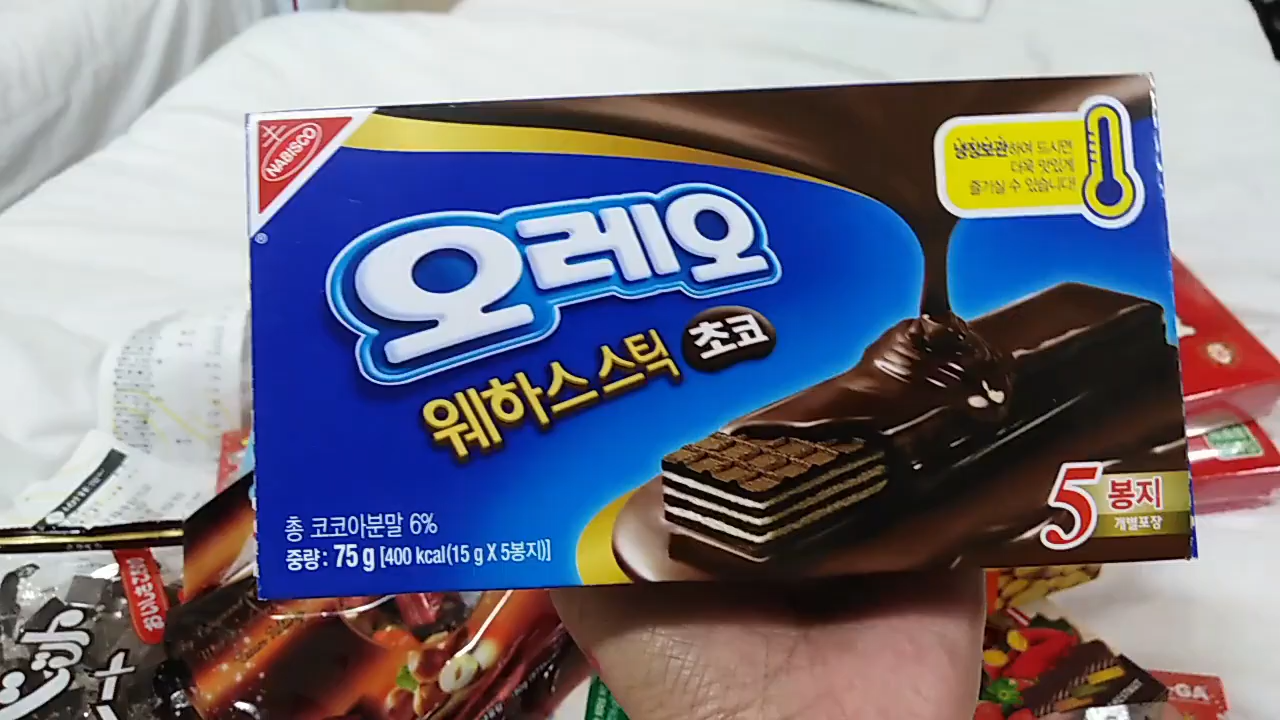 NABISCO
®
냉장보관하여 드시면
더욱 맛있게
즐기실 수 있습니다!
오레오
웨하스 스틱 초코
총 코코아분말 6%
중량: 75 g [400 kcal(15 g X 5봉지)]
5 봉지
개별포장